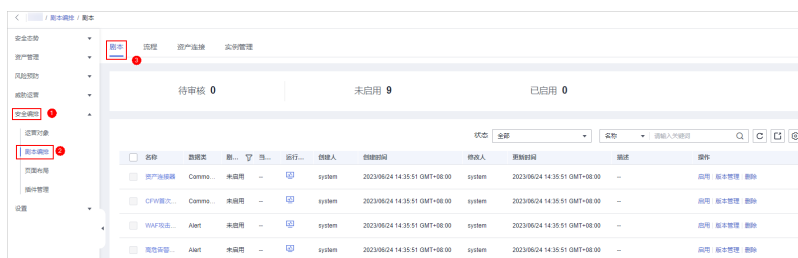 / 剧本编排 / 剧本
安全态势
资产管理
风险预防
威胁运营
安全编排 1
运营对象
剧本编排 2
页面布局
插件管理
设置
剧本 流程 资产连接 实例管理
3
待审核 0 未启用 9 已启用 0
状态 全部 名称 请输入关键词
名称 数据类 剧... 当... 运行... 创建人 创建时间 修改人 更新时间 描述 操作
资产连接器 Commo... 未启用 -- system 2023/06/24 14:35:51 GMT+08:00 system 2023/06/24 14:35:51 GMT+08:00 -- 启用 版本管理 删除
CFW首次... Commo... 未启用 -- system 2023/06/24 14:35:51 GMT+08:00 system 2023/06/24 14:35:51 GMT+08:00 -- 启用 版本管理 删除
WAF攻击... Alert 未启用 -- system 2023/06/24 14:35:51 GMT+08:00 system 2023/06/24 14:35:51 GMT+08:00 -- 启用 版本管理 删除
高危告警... Alert 未启用 -- system 2023/06/24 14:35:51 GMT+08:00 system 2023/06/24 14:35:51 GMT+08:00 -- 启用 版本管理 删除